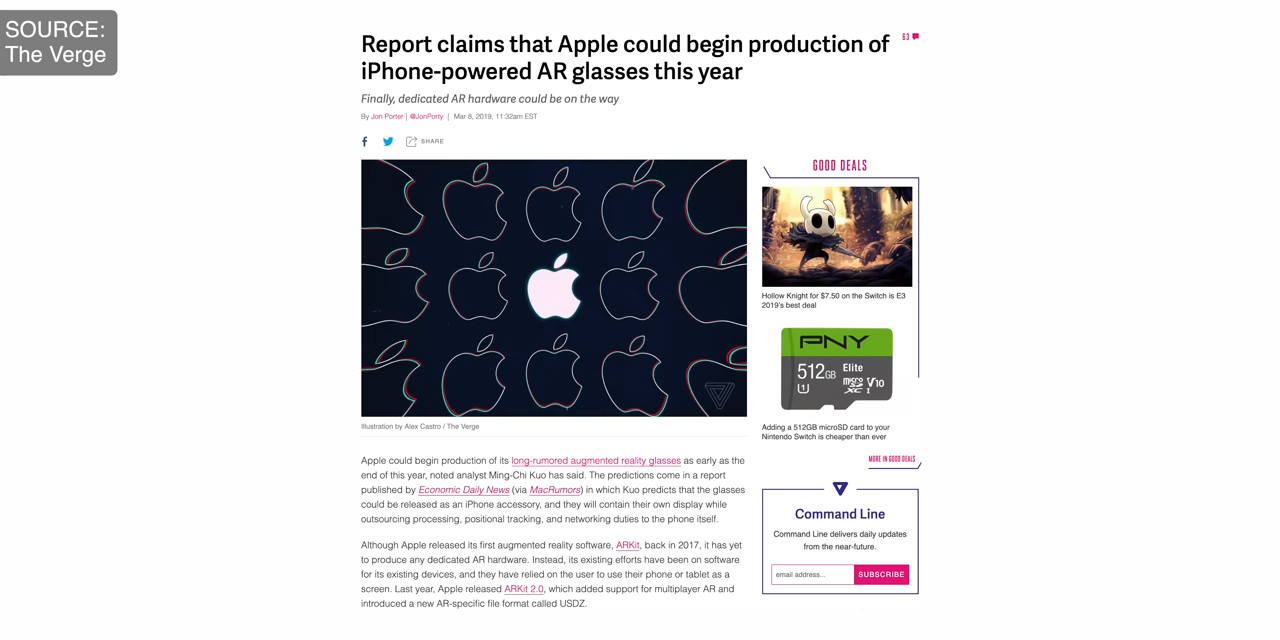 SOURCE:
The Verge
Report claims that Apple could begin production of
iPhone-powered AR glasses this year
63
Finally, dedicated AR hardware could be on the way
By Jon Porter | @JonPorty | Mar 8, 2019, 11:32am EST
SHARE
GOOD DEALS
Hollow Knight for $7.50 on the Switch is E3
2019's best deal
PNY
512GB
Elite
micro
XC I
V10
U1
Adding a 512GB microSD card to your
Nintendo Switch is cheaper than ever
MORE IN GOOD DEALS
Illustration by Alex Castro / The Verge
Apple could begin production of its long-rumored augmented reality glasses as early as the
end of this year, noted analyst Ming-Chi Kuo has said. The predictions come in a report
published by Economic Daily News (via MacRumors) in which Kuo predicts that the glasses
could be released as an iPhone accessory, and they will contain their own display while
outsourcing processing, positional tracking, and networking duties to the phone itself.
Although Apple released its first augmented reality software, ARKit, back in 2017, it has yet
to produce any dedicated AR hardware. Instead, its existing efforts have been on software
for its existing devices, and they have relied on the user to use their phone or tablet as a
screen. Last year, Apple released ARKit 2.0, which added support for multiplayer AR and
introduced a new AR-specific file format called USDZ.
Command Line
Command Line delivers daily updates
from the near-future.
email address...
SUBSCRIBE